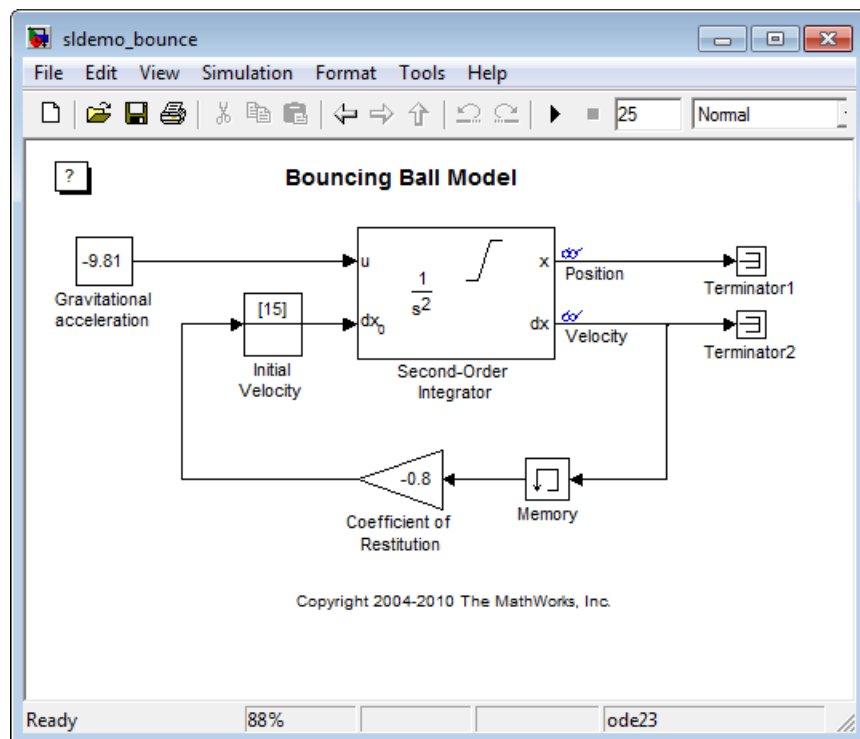 sldemo_bounce
File Edit View Simulation Format Tools Help
25 Normal
?
Bouncing Ball Model
-9.81
Gravitational
acceleration
[15]
Initial
Velocity
u
dx0
1
s2
x
dx
Second-Order
Integrator
Position
Velocity
Terminator1
Terminator2
-0.8
Coefficient of
Restitution
Memory
Copyright 2004-2010 The MathWorks, Inc.
Ready 88% ode23